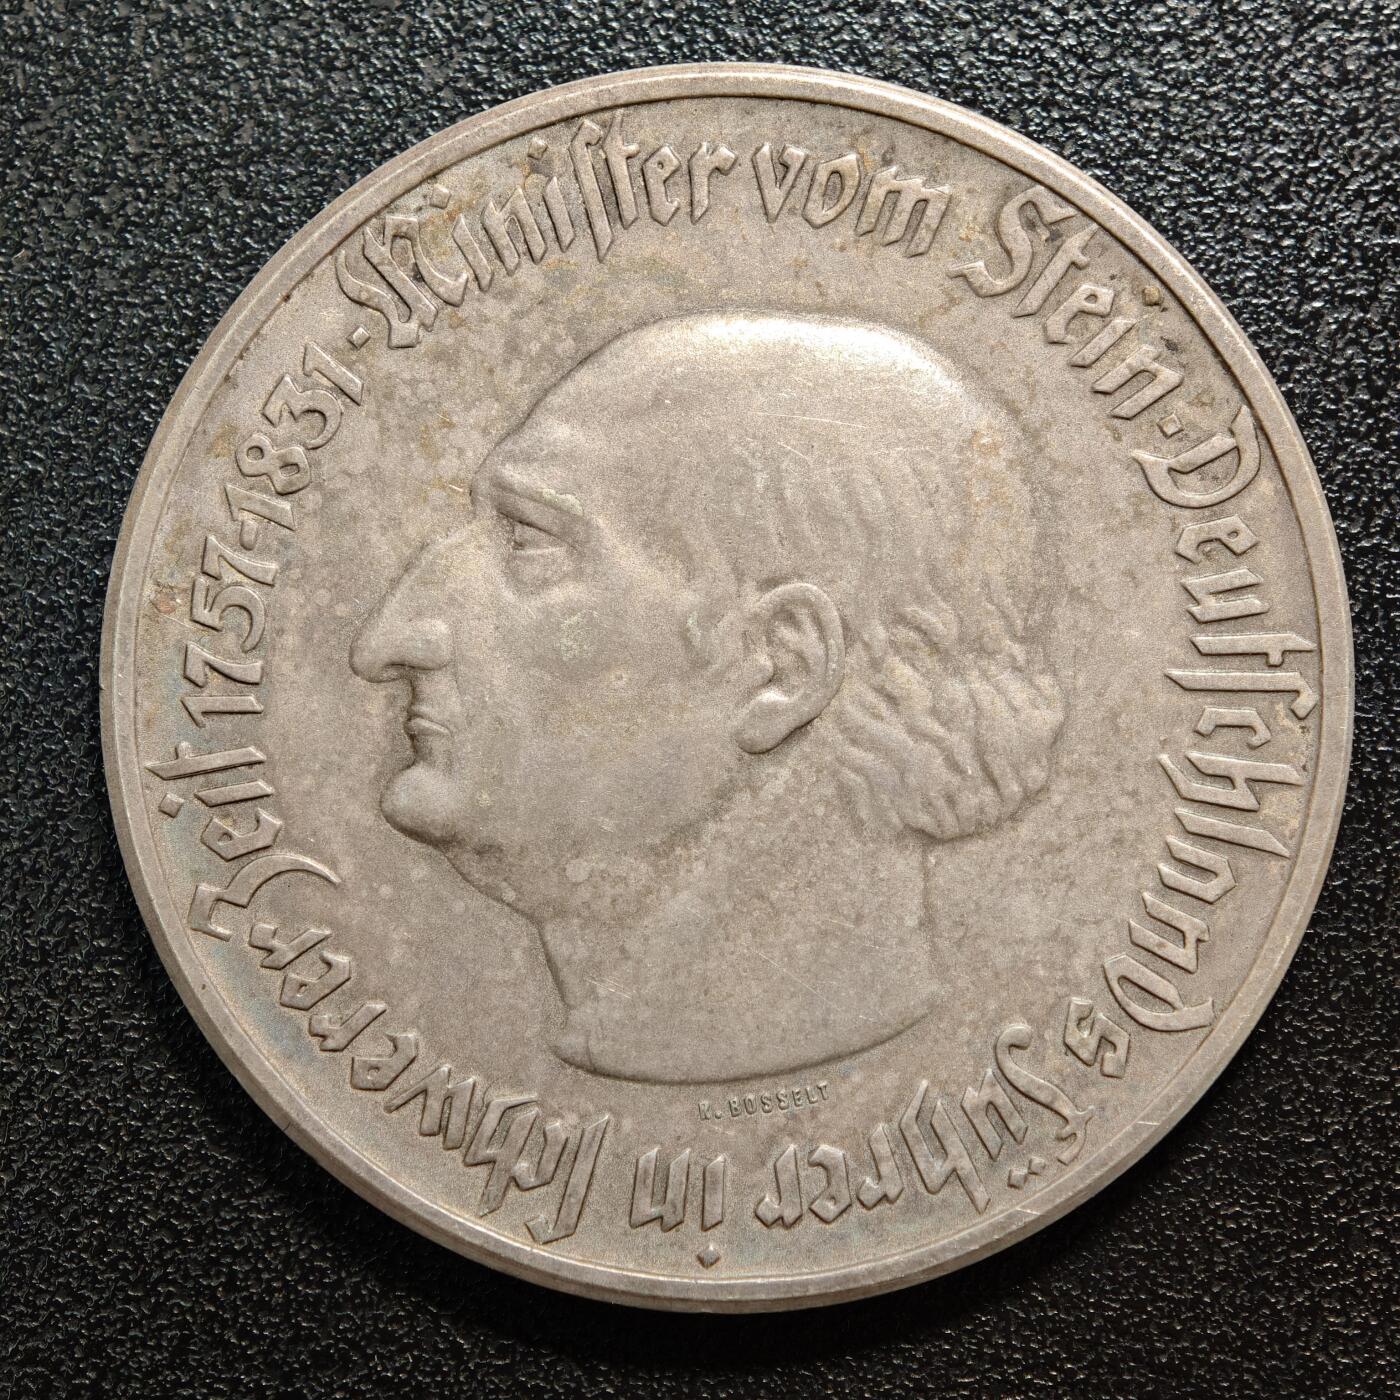 Minister vom Stein · Deutschlands Führer in schwerer Zeit 1757-1831 ·
R. BOSSELT